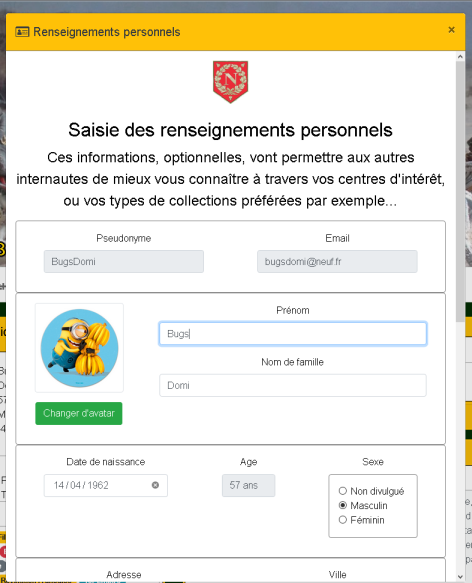 Renseignements personnels
×
N
Saisie des renseignements personnels
Ces informations, optionnelles, vont permettre aux autres
internautes de mieux vous connaître à travers vos centres d'intérêt,
ou vos types de collections préférées par exemple...
Pseudonyme Email
BugsDomi bugsdomi@neuf.fr
Prénom
Bugs
Nom de famille
Domi
Changer d'avatar
Date de naissance Age Sexe
14/04/1962 57 ans
Non divulgué
Masculin
Féminin
Adresse Ville